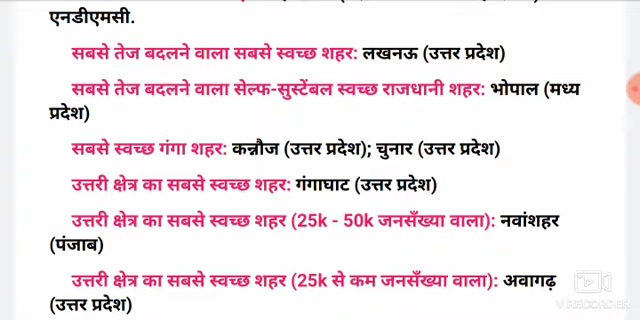 एनडीएमसी.
सबसे तेज बदलने वाला सबसे स्वच्छ शहर: लखनऊ (उत्तर प्रदेश)
सबसे तेज बदलने वाला सेल्फ-सुस्टेंबल स्वच्छ राजधानी शहर: भोपाल (मध्य
प्रदेश)
सबसे स्वच्छ गंगा शहर: कन्नौज (उत्तर प्रदेश); चुनार (उत्तर प्रदेश)
उत्तरी क्षेत्र का सबसे स्वच्छ शहर: गंगाघाट (उत्तर प्रदेश)
उत्तरी क्षेत्र का सबसे स्वच्छ शहर (25k - 50k जनसँख्या वाला): नवांशहर
(पंजाब)
उत्तरी क्षेत्र का सबसे स्वच्छ शहर (25k से कम जनसँख्या वाला): अवागढ़
(उत्तर प्रदेश)
V RECORDER